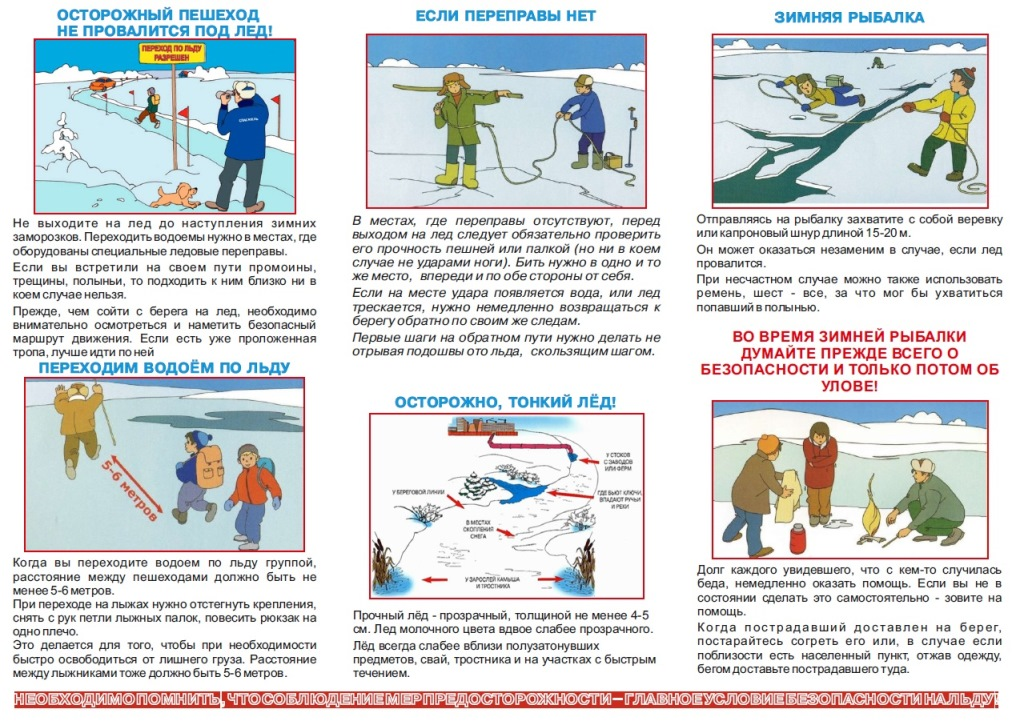 ОСТОРОЖНЫЙ ПЕШЕХОД
НЕ ПРОВАЛИТСЯ ПОД ЛЕД!
ПЕРЕХОД ПО ЛЬДУ
РАЗРЕШЕН
СПАСАТЕЛЬ
Не выходите на лед до наступления зимних
заморозков. Переходить водоемы нужно в местах, где
оборудованы специальные ледовые переправы.
Если вы встретили на своем пути промоины,
трещины, полыньи, то подходить к ним близко ни в
коем случае нельзя.
Прежде, чем сойти с берега на лед, необходимо
внимательно осмотреться и наметить безопасный
маршрут движения. Если есть уже проложенная
тропа, лучше идти по ней
ПЕРЕХОДИМ ВОДОЁМ ПО ЛЬДУ
5-6 метров
Когда вы переходите водоем по льду группой,
расстояние между пешеходами должно быть не
менее 5-6 метров.
При переходе на лыжах нужно отстегнуть крепления,
снять с рук петли лыжных палок, повесить рюкзак на
одно плечо.
Это делается для того, чтобы при необходимости
быстро освободиться от лишнего груза. Расстояние
между лыжниками тоже должно быть 5-6 метров.
ЕСЛИ ПЕРЕПРАВЫ НЕТ
В местах, где переправы отсутствуют, перед
выходом на лед следует обязательно проверить
его прочность пешней или палкой (но ни в коем
случае не ударами ноги). Бить нужно в одно и то
же место, впереди и по обе стороны от себя.
Если на месте удара появляется вода, или лед
трескается, нужно немедленно возвращаться к
берегу обратно по своим же следам.
Первые шаги на обратном пути нужно делать не
отрывая подошвы ото льда, скользящим шагом.
ОСТОРОЖНО, ТОНКИЙ ЛЁД!
У СТОКОВ
С ЗАВОДОВ
ИЛИ ФЕРМ
У БЕРЕГОВОЙ ЛИНИИ
ГДЕ БЬЮТ КЛЮЧИ,
ВПАДАЮТ РУЧЬИ
И РЕКИ
В МЕСТАХ
СКОПЛЕНИЯ
СНЕГА
У ЗАРОСЛЕЙ КАМЫША
И ТРОСТНИКА
Прочный лёд - прозрачный, толщиной не менее 4-5
см. Лед молочного цвета вдвое слабее прозрачного.
Лёд всегда слабее вблизи полузатонувших
предметов, свай, тростника и на участках с быстрым
течением.
ЗИМНЯЯ РЫБАЛКА
Отправляясь на рыбалку захватите с собой веревку
или капроновый шнур длиной 15-20 м.
Он может оказаться незаменим в случае, если лед
провалится.
При несчастном случае можно также использовать
ремень, шест - все, за что мог бы ухватиться
попавший в полынью.
ВО ВРЕМЯ ЗИМНЕЙ РЫБАЛКИ
ДУМАЙТЕ ПРЕЖДЕ ВСЕГО О
БЕЗОПАСНОСТИ И ТОЛЬКО ПОТОМ ОБ
УЛОВЕ!
Долг каждого увидевшего, что с кем-то случилась
беда, немедленно оказать помощь. Если вы не в
состоянии сделать это самостоятельно - зовите на
помощь.
Когда пострадавший доставлен на берег,
постарайтесь согреть его или, в случае если
поблизости есть населенный пункт, отжав одежду,
бегом доставьте пострадавшего туда.
НЕОБХОДИМО ПОМНИТЬ, ЧТО СОБЛЮДЕНИЕ МЕР ПРЕДОСТОРОЖНОСТИ – ГЛАВНОЕ УСЛОВИЕ БЕЗОПАСНОСТИ НА ЛЬДУ!